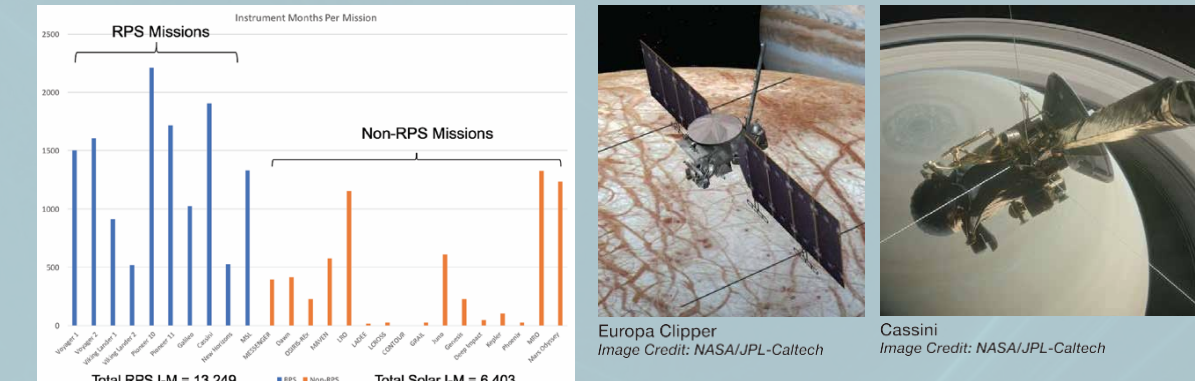 Instrument Months Per Mission
RPS Missions
Non-RPS Missions
2500
2000
1500
1000
500
0
Voyager 1
Voyager 2
Viking Lander 1
Viking Lander 2
Pioneer 10
Pioneer 11
Galileo
Cassini
New Horizons
MSL
MESSENGER
Dawn
OSIRIS-REx
MAVEN
LRO
LADEE
LCROSS
CONTOUR
GRAIL
Juno
Genesis
Deep Impact
Kepler
Phoenix
MRO
Mars Odyssey
Total RPS I-M = 13,249
RPS Non-RPS
Total Solar I-M = 6,403
Europa Clipper
Image Credit: NASA/JPL-Caltech
Cassini
Image Credit: NASA/JPL-Caltech